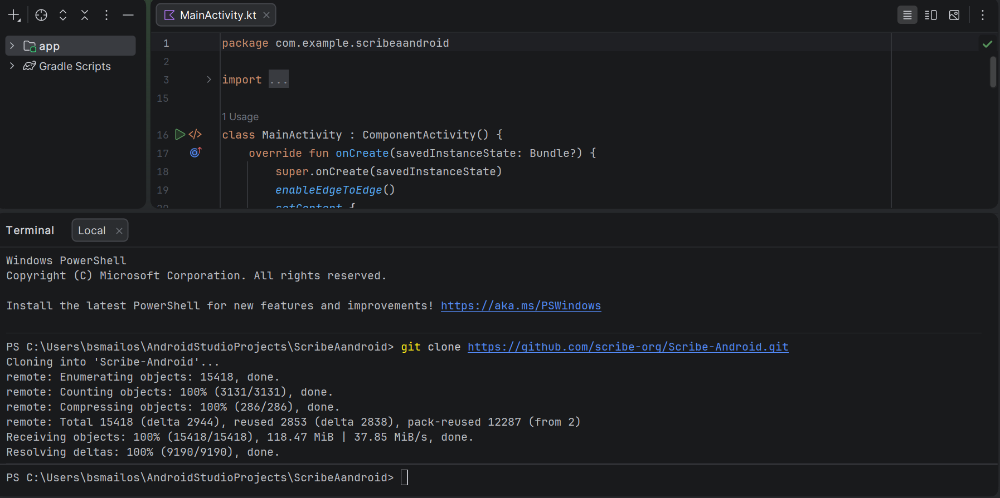 MainActivity.kt
app
Gradle Scripts
1 package com.example.scribeaandroid
2
3 import ...
15
1 Usage
16 class MainActivity : ComponentActivity() {
17 override fun onCreate(savedInstanceState: Bundle?) {
18 super.onCreate(savedInstanceState)
19 enableEdgeToEdge()
20 setContent {
Terminal Local
Windows PowerShell
Copyright (C) Microsoft Corporation. All rights reserved.
Install the latest PowerShell for new features and improvements! https://aka.ms/PSWindows
PS C:\Users\bsmailos\AndroidStudioProjects\ScribeAandroid> git clone https://github.com/scribe-org/Scribe-Android.git
Cloning into 'Scribe-Android'...
remote: Enumerating objects: 15418, done.
remote: Counting objects: 100% (3131/3131), done.
remote: Compressing objects: 100% (286/286), done.
remote: Total 15418 (delta 2944), reused 2853 (delta 2838), pack-reused 12287 (from 2)
Receiving objects: 100% (15418/15418), 118.47 MiB | 37.85 MiB/s, done.
Resolving deltas: 100% (9190/9190), done.
PS C:\Users\bsmailos\AndroidStudioProjects\ScribeAandroid>